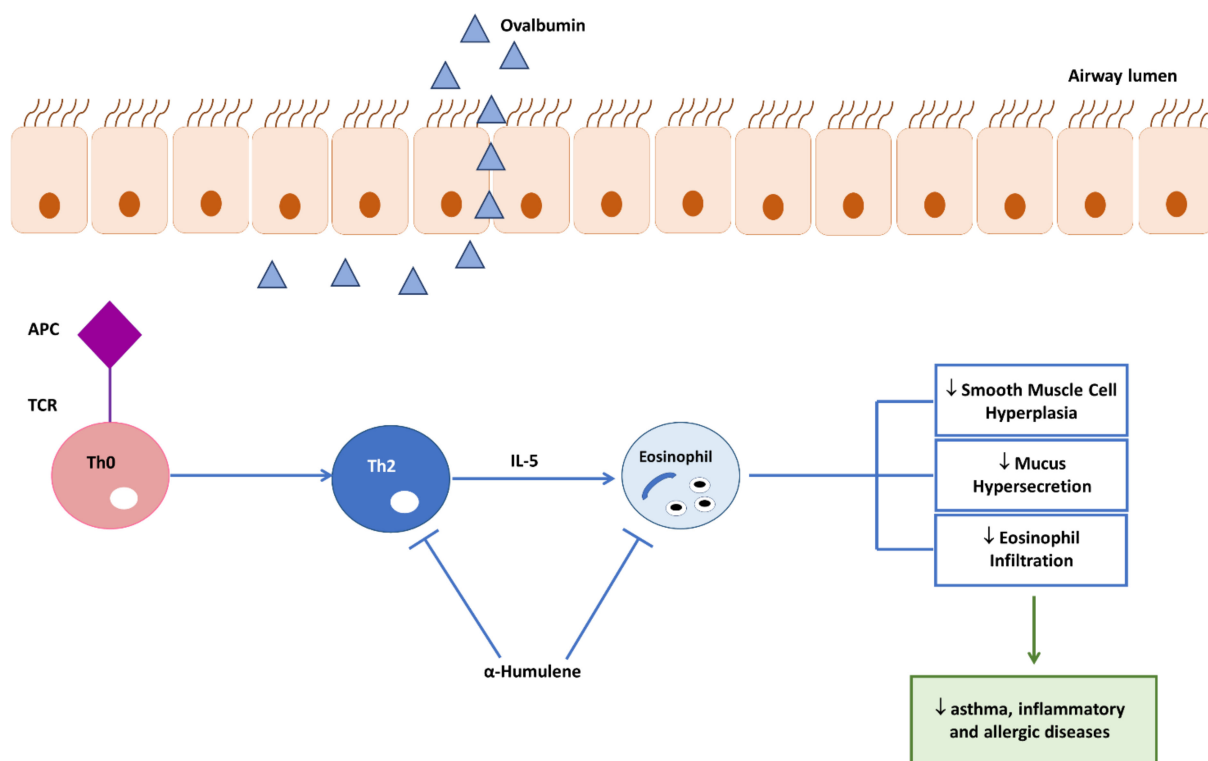 Ovalbumin
Airway lumen
APC
TCR
Th0
Th2
IL-5
Eosinophil
↓ Smooth Muscle Cell
Hyperplasia
↓ Mucus
Hypersecretion
↓ Eosinophil
Infiltration
α-Humulene
↓ asthma, inflammatory
and allergic diseases